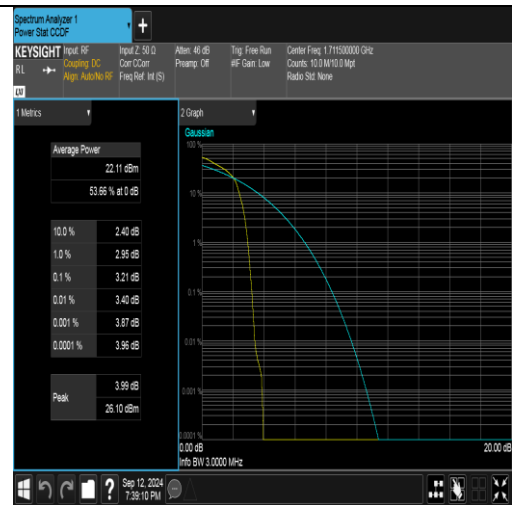 Spectrum Analyzer 1
Power Stat CCDF
KEYSIGHT
RL
Input: RF
Coupling: DC
Align: Auto/No RF
Input Z: 50 Ω
Corr CCorr
Freq Ref: Int (S)
Atten: 46 dB
Preamp: Off
Trig: Free Run
#IF Gain: Low
Center Freq: 1.711500000 GHz
Counts: 10.0 M/10.0 Mpt
Radio Std: None
LXI
1 Metrics
Average Power
22.11 dBm
53.66 % at 0 dB
10.0 % 2.40 dB
1.0 % 2.95 dB
0.1 % 3.21 dB
0.01 % 3.40 dB
0.001 % 3.87 dB
0.0001 % 3.96 dB
Peak
3.99 dB
26.10 dBm
2 Graph
Gaussian
100 %
10 %
1 %
0.1 %
0.01 %
0.001 %
0.0001 %
0.00 dB
20.00 dB
Info BW 3.0000 MHz
?
Sep 12, 2024
7:39:10 PM